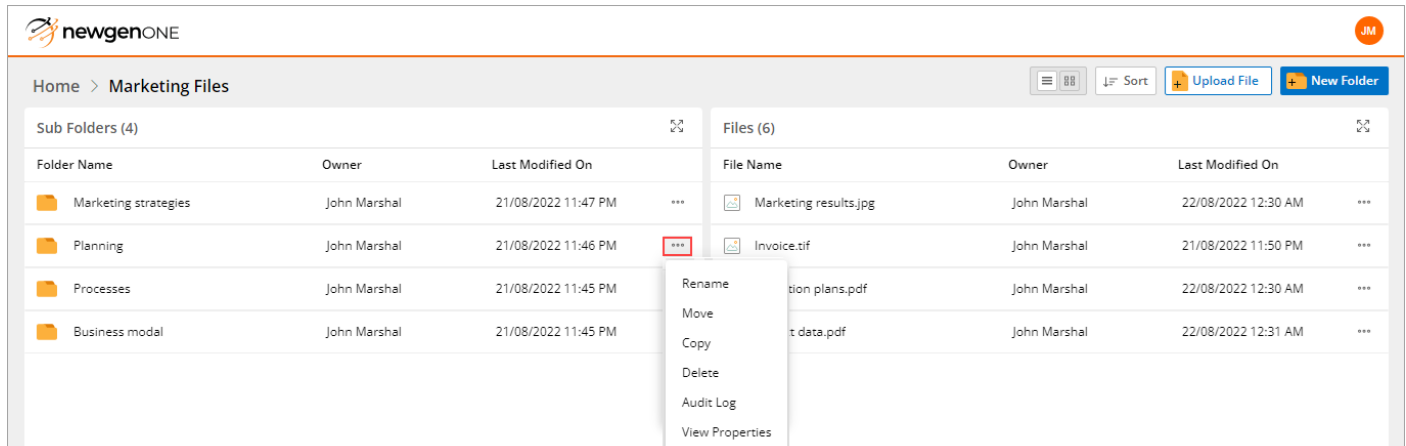 newgenONE
JM
Home > Marketing Files
Sort
Upload File
New Folder
Sub Folders (4)
Folder Name Owner Last Modified On
Marketing strategies John Marshal 21/08/2022 11:47 PM
Planning John Marshal 21/08/2022 11:46 PM
Processes John Marshal 21/08/2022 11:45 PM
Business modal John Marshal 21/08/2022 11:45 PM
Rename
Move
Copy
Delete
Audit Log
View Properties
Files (6)
File Name Owner Last Modified On
Marketing results.jpg John Marshal 22/08/2022 12:30 AM
Invoice.tif John Marshal 21/08/2022 11:50 PM
plans.pdf John Marshal 22/08/2022 12:30 AM
data.pdf John Marshal 22/08/2022 12:31 AM